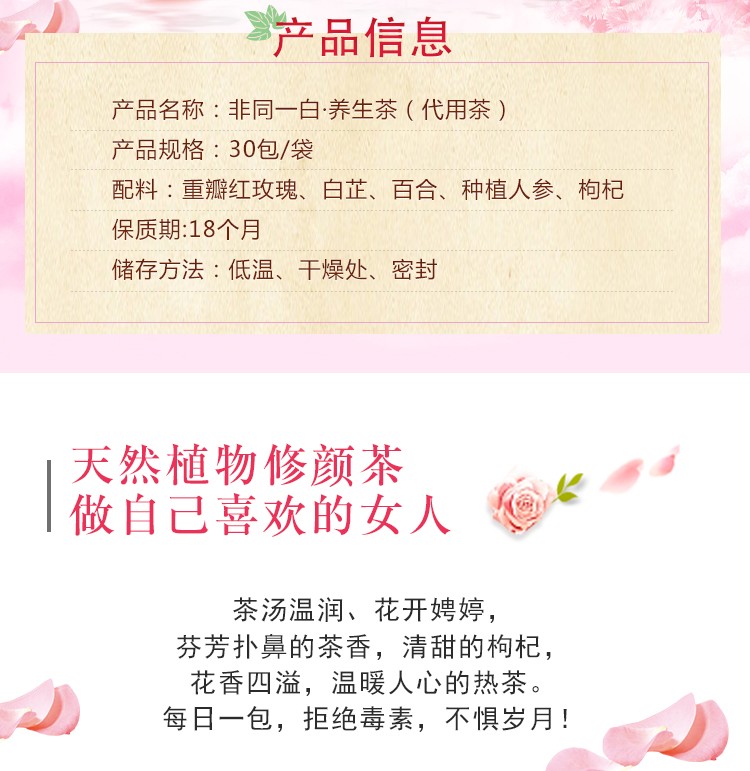 产品信息
产品名称：非同一白·养生茶（代用茶）
产品规格：30包/袋
配料：重瓣红玫瑰、白芷、百合、种植人参、枸杞
保质期:18个月
储存方法：低温、干燥处、密封
天然植物修颜茶
做自己喜欢的女人
茶汤温润、花开娉婷，
芬芳扑鼻的茶香，清甜的枸杞，
花香四溢，温暖人心的热茶。
每日一包，拒绝毒素，不惧岁月！